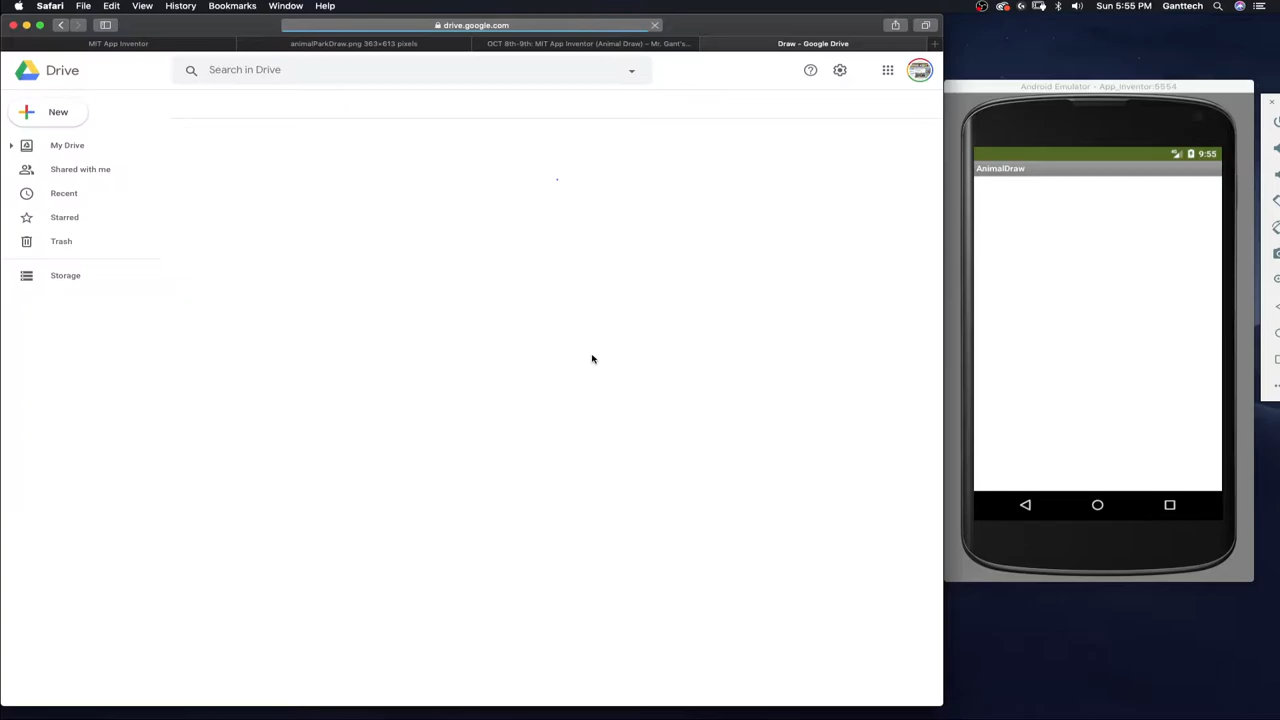 Safari File Edit View History Bookmarks Window Help Sun 5:55 PM Ganttech
drive.google.com
MIT App Inventor animalParkDraw.png 363×613 pixels OCT 8th-9th: MIT App Inventor (Animal Draw) – Mr. Gant's... Draw - Google Drive
Drive
Search in Drive
New
My Drive
Shared with me
Recent
Starred
Trash
Storage
Android Emulator - App_Inventor:5554
9:55
AnimalDraw